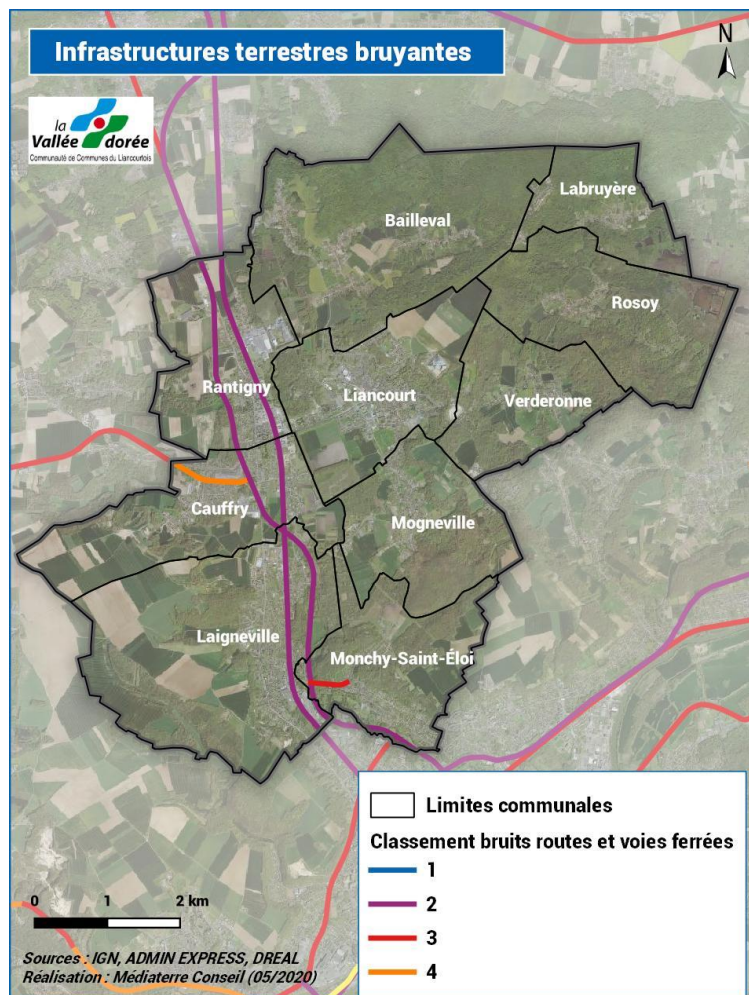 Infrastructures terrestres bruyantes
N
la
Vallée dorée
Communauté de Communes du Liancourtois
Labruyère
Bailleval
Rosoy
Rantigny
Liancourt
Verderonne
Cauffry
Mogneville
Laigneville
Monchy-Saint-Éloi
Limites communales
Classement bruits routes et voies ferrées
1
2
3
4
0 1 2 km
Sources : IGN, ADMIN EXPRESS, DREAL
Réalisation : Médiaterre Conseil (05/2020)